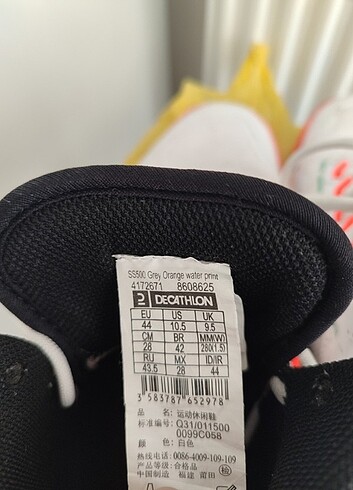 SS500 Grey Orange water print
4172671 8608625
DECATHLON
EU US UK
44 10.5 9.5
CM BR MM(W)
28 42 280(1.5)
RU MX ID/IR
43.5 28 44
3 583787 652978
品 名: 运动休闲鞋
标准编号: Q31/011500
0099C058
颜 色: 白色
热线电话: 0086-4009-109-109
产品等级: 合格品 检
中国制造 福建 莆田